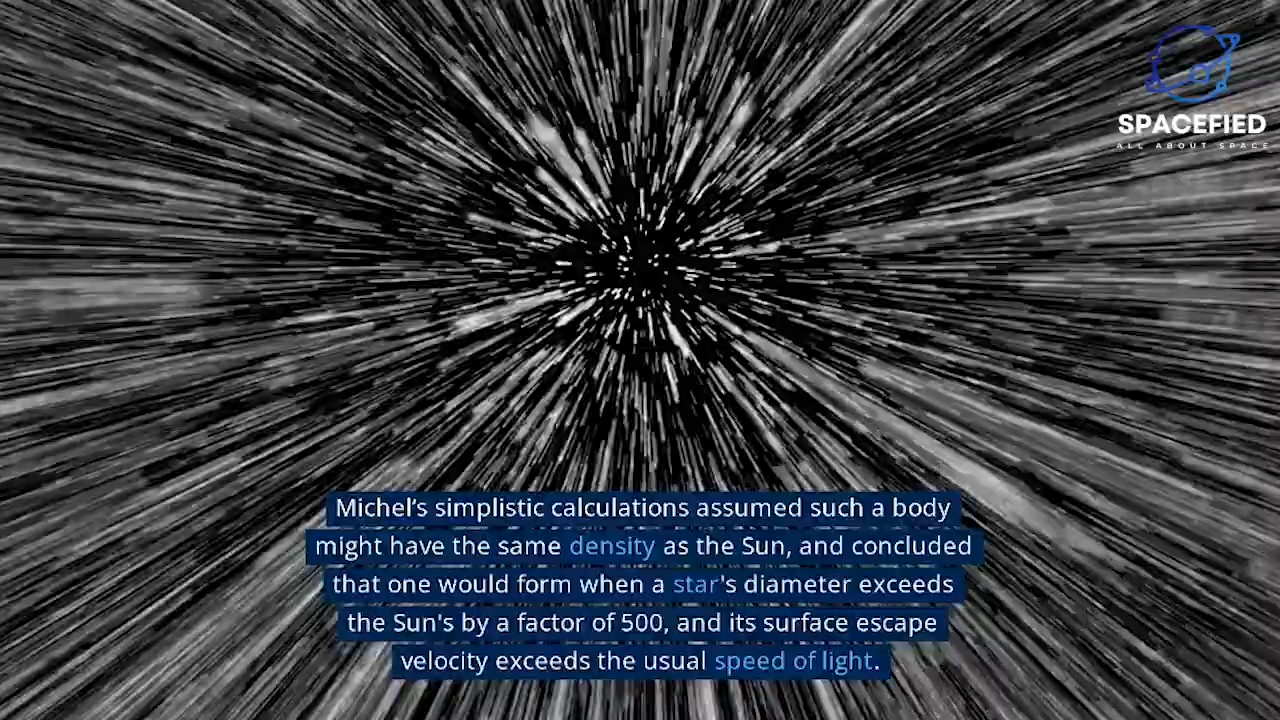 SPACEFIED
ALL ABOUT SPACE
Michel’s simplistic calculations assumed such a body
might have the same density as the Sun, and concluded
that one would form when a star's diameter exceeds
the Sun's by a factor of 500, and its surface escape
velocity exceeds the usual speed of light.